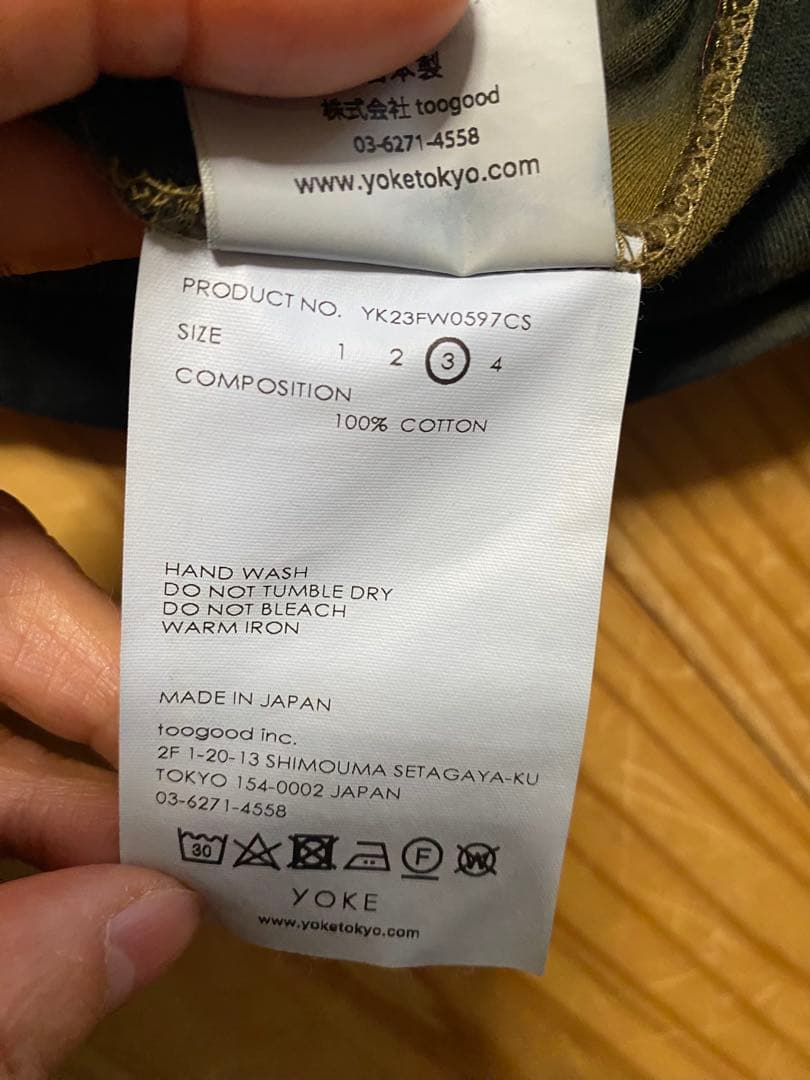 日本製
株式会社 toogood
03-6271-4558
www.yoketokyo.com
PRODUCT NO. YK23FW0597CS
SIZE 1 2 3 4
COMPOSITION
100% COTTON
HAND WASH
DO NOT TUMBLE DRY
DO NOT BLEACH
WARM IRON
MADE IN JAPAN
toogood inc.
2F 1-20-13 SHIMOUMA SETAGAYA-KU
TOKYO 154-0002 JAPAN
03-6271-4558
30 F W
YOKE
www.yoketokyo.com